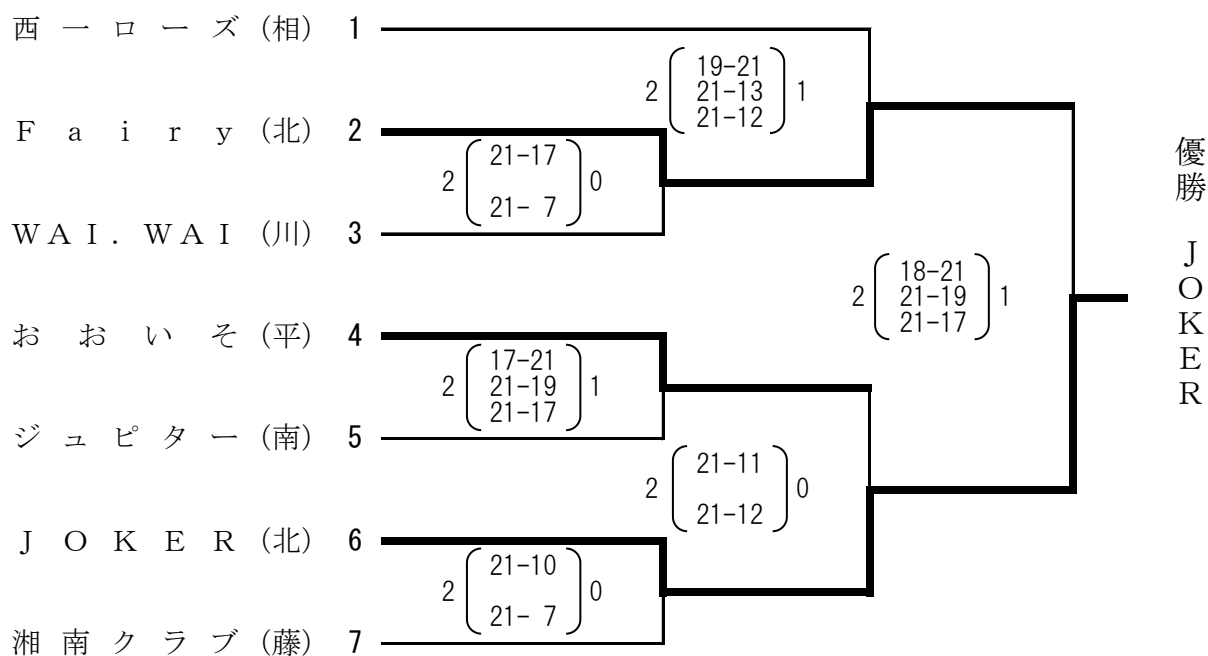 西一ローズ(相) 1
2 19-21 1
21-13
21-12
Fairy(北) 2
2 21-17 0
21- 7
WAI.WAI(川) 3
2 18-21 1
21-19
21-17
おおいそ(平) 4
2 17-21 1
21-19
21-17
ジュピター(南) 5
2 21-11 0
21-12
JOKER(北) 6
2 21-10 0
21- 7
湘南クラブ(藤) 7
優勝 JOKER